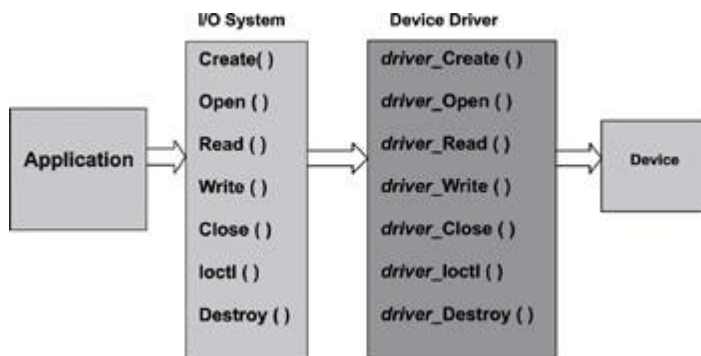 I/O System
Device Driver
Application
Create( )
Open ( )
Read ( )
Write ( )
Close ( )
Ioctl ( )
Destroy ( )
driver_Create ( )
driver_Open ( )
driver_Read ( )
driver_Write ( )
driver_Close ( )
driver_Ioctl ( )
driver_Destroy ( )
Device